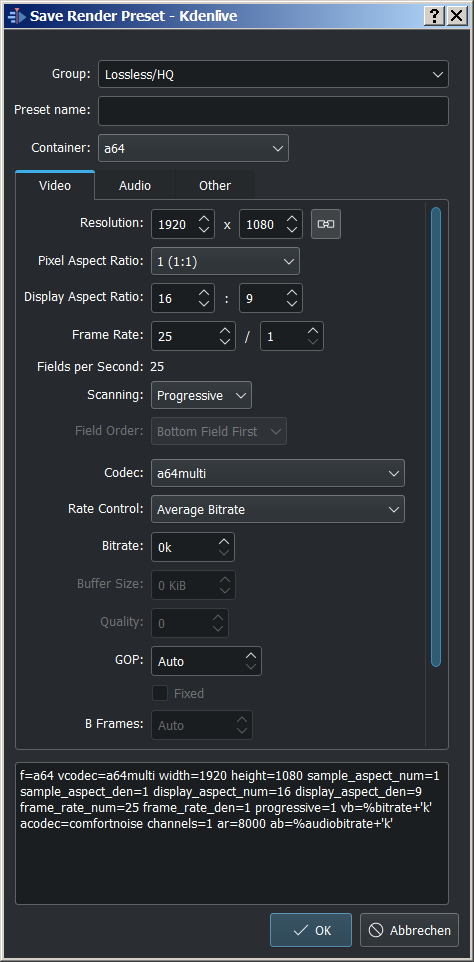 Save Render Preset - Kdenlive
Group: Lossless/HQ
Preset name:
Container: a64
Video Audio Other
Resolution: 1920 x 1080
Pixel Aspect Ratio: 1 (1:1)
Display Aspect Ratio: 16 : 9
Frame Rate: 25 / 1
Fields per Second: 25
Scanning: Progressive
Field Order: Bottom Field First
Codec: a64multi
Rate Control: Average Bitrate
Bitrate: 0k
Buffer Size: 0 KiB
Quality: 0
GOP: Auto
Fixed
B Frames: Auto
f=a64 vcodec=a64multi width=1920 height=1080 sample_aspect_num=1
sample_aspect_den=1 display_aspect_num=16 display_aspect_den=9
frame_rate_num=25 frame_rate_den=1 progressive=1 vb=%bitrate+'k'
acodec=comfortnoise channels=1 ar=8000 ab=%audiobitrate+'k'
OK Abbrechen